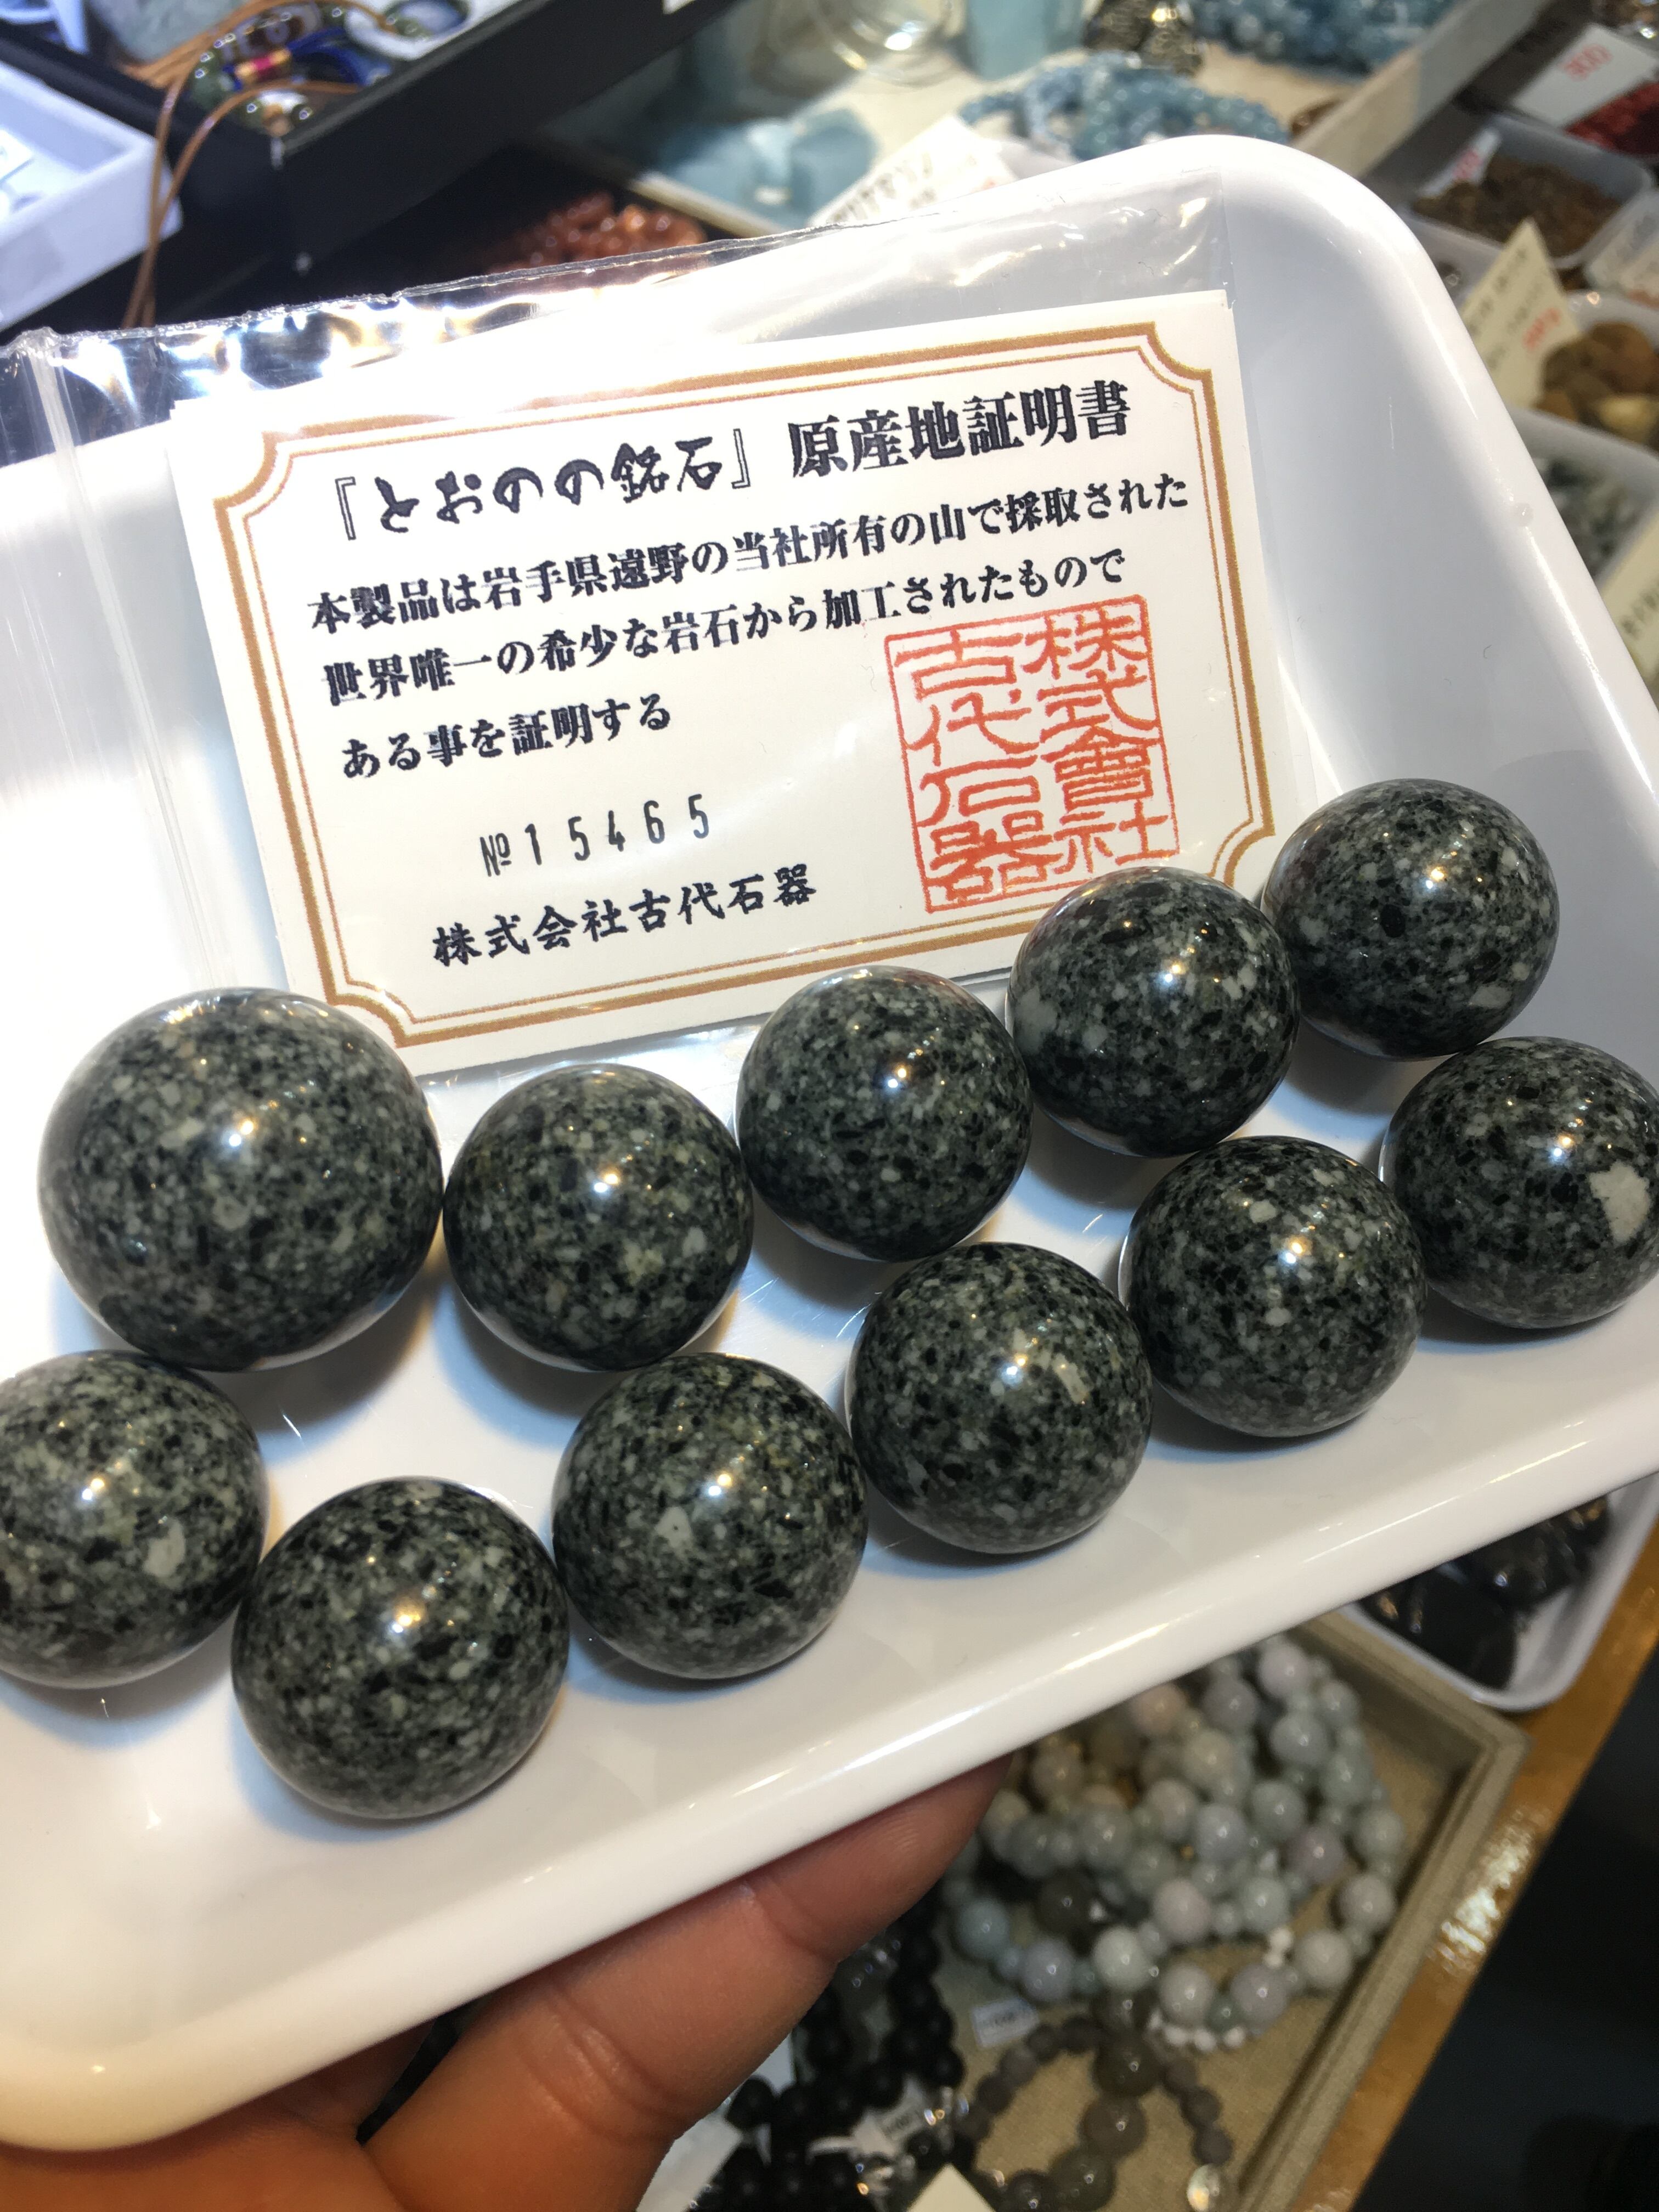 『とおのの銘石』原産地証明書
本製品は岩手県遠野の当社所有の山で採取された
世界唯一の希少な岩石から加工されたもので
ある事を証明する
№15465
株式会社古代石器
株式會社
古代石器